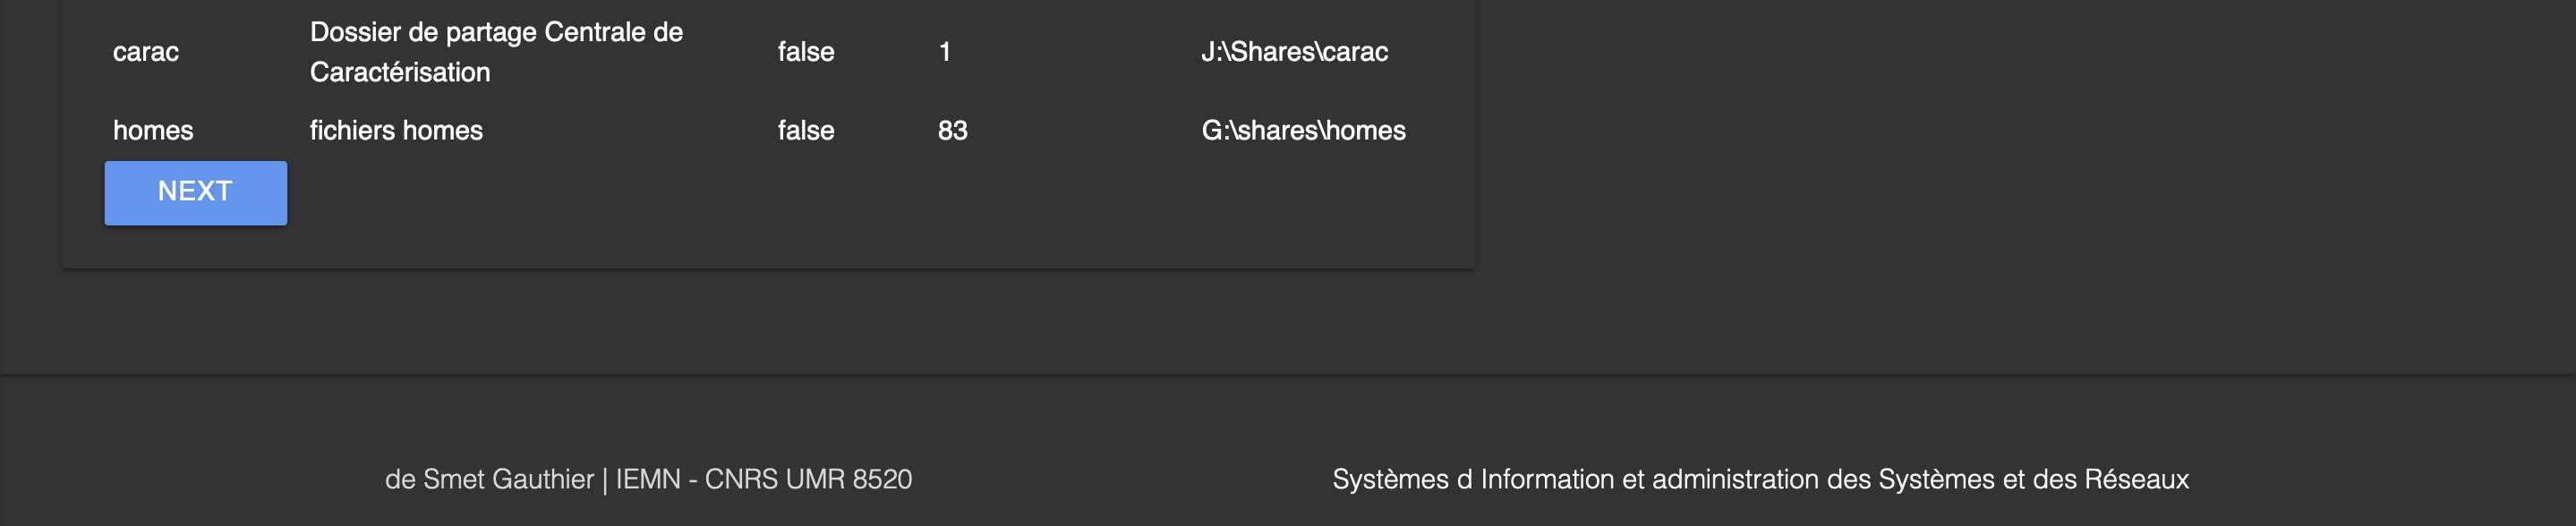 carac Dossier de partage Centrale de Caractérisation false 1 J:\Shares\carac
homes fichiers homes false 83 G:\shares\homes
NEXT
de Smet Gauthier | IEMN - CNRS UMR 8520 Systèmes d Information et administration des Systèmes et des Réseaux